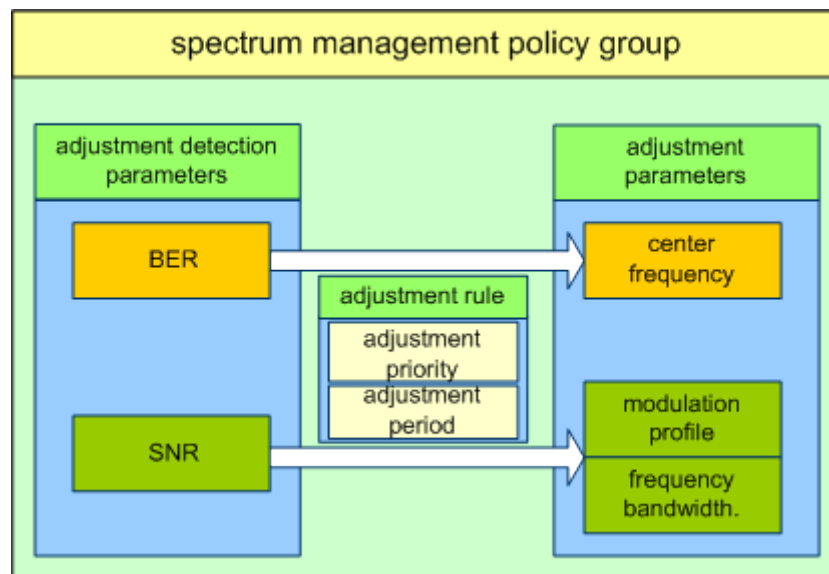 spectrum management policy group
adjustment detection
parameters
adjustment
parameters
BER
center
frequency
adjustment rule
adjustment
priority
adjustment
period
SNR
modulation
profile
frequency
bandwidth.